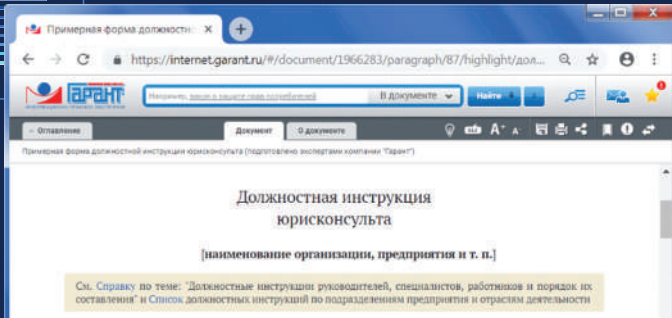 Примерная форма должностн
https://internet.garant.ru/#/document/1966283/paragraph/87/highlight/дол...
ГАРАНТ
Например, закон о защите прав потребителей
В документе
Найти
Оглавление
Документ
О документе
Примерная форма должностной инструкции юрисконсульта (подготовлено экспертами компании "Гарант")
Должностная инструкция
юрисконсульта
[наименование организации, предприятия и т. п.]
См. Справку по теме: "Должностные инструкции руководителей, специалистов, работников и порядок их
составления" и Список должностных инструкций по подразделениям предприятия и отраслям деятельности